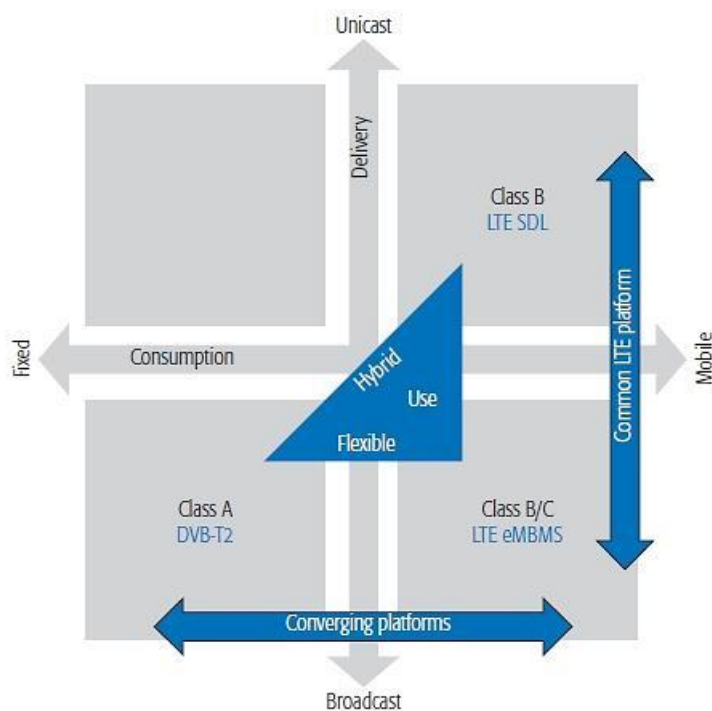 Unicast
Delivery
Class B
LTE SDL
Common LTE platform
Fixed
Consumption
Mobile
Hybrid
Use
Flexible
Class A
DVB-T2
Class B/C
LTE eMBMS
Converging platforms
Broadcast